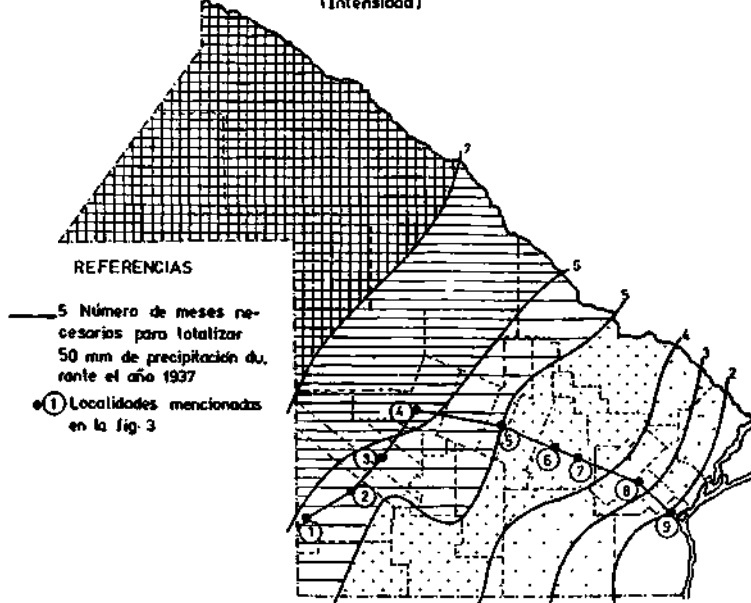 (Intensidad)
7
5
5
4
3
2
REFERENCIAS
5 Número de meses ne-
cesarios para totalizar
50 mm de precipitación du,
rante el año 1937
1 Localidades mencionadas
en la fig. 3
4
5
3
6
7
2
8
1
9